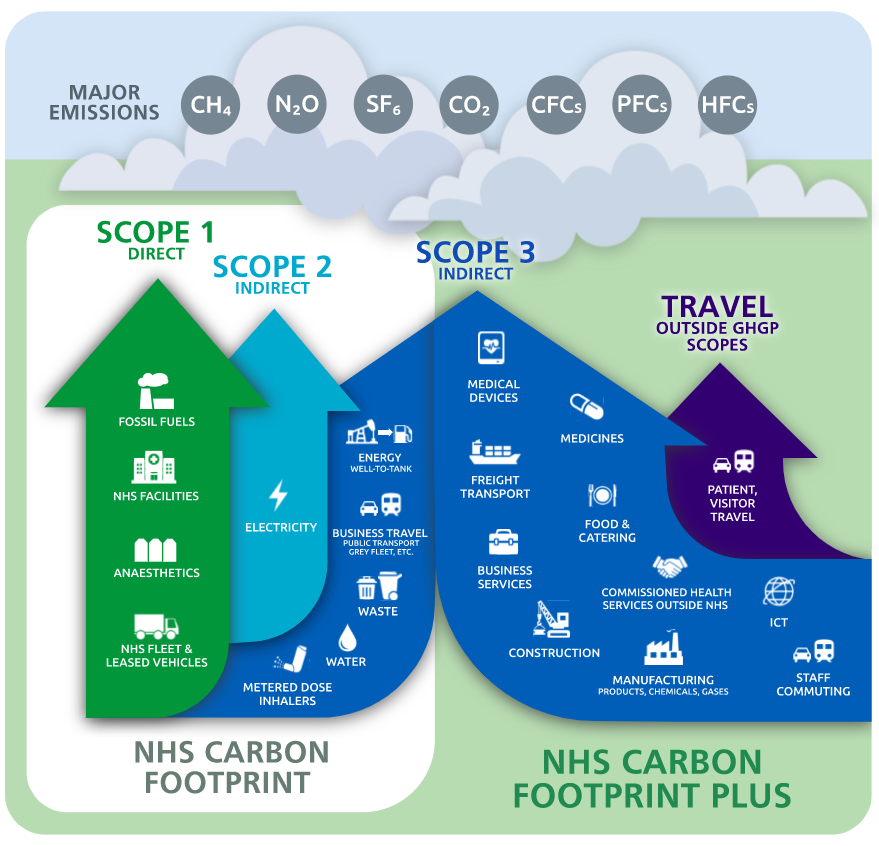 MAJOR
EMISSIONS
CH₄
N₂O
SF₆
CO₂
CFCs
PFCs
HFCs
SCOPE 1
DIRECT
SCOPE 2
INDIRECT
SCOPE 3
INDIRECT
TRAVEL
OUTSIDE GHGP
SCOPES
FOSSIL FUELS
NHS FACILITIES
ANAESTHETICS
NHS FLEET &
LEASED VEHICLES
ELECTRICITY
ENERGY
WELL-TO-TANK
BUSINESS TRAVEL
PUBLIC TRANSPORT
GREY FLEET, ETC.
WASTE
WATER
METERED DOSE
INHALERS
MEDICAL
DEVICES
MEDICINES
FREIGHT
TRANSPORT
FOOD &
CATERING
BUSINESS
SERVICES
COMMISSIONED HEALTH
SERVICES OUTSIDE NHS
CONSTRUCTION
MANUFACTURING
PRODUCTS, CHEMICALS, GASES
ICT
STAFF
COMMUTING
PATIENT,
VISITOR
TRAVEL
NHS CARBON
FOOTPRINT
NHS CARBON
FOOTPRINT PLUS